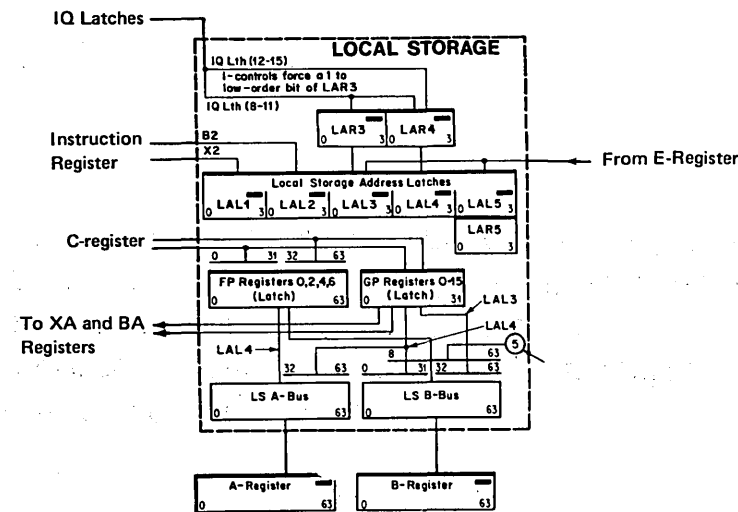 IQ Latches
LOCAL STORAGE
IQ Lth (12-15)
I-controls force a 1 to
low-order bit of LAR3
IQ Lth (8-11)
LAR3
0 3
LAR4
3
Instruction
Register
B2
X2
From E-Register
Local Storage Address Latches
LAL1
0 3
LAL2
0 3
LAL3
0 3
LAL4
0 3
LAL5
0 3
LAR5
0 3
C-register
0 31 32 63
FP Registers 0,2,4,6
(Latch)
0 63
GP Registers 0-15
(Latch)
0 31
LAL3
To XA and BA
Registers
LAL4
LAL4
5
8 63
32 63
0 31 32 63
LS A-Bus
0 63
LS B-Bus
0 63
A-Register
0 63
B-Register
0 63